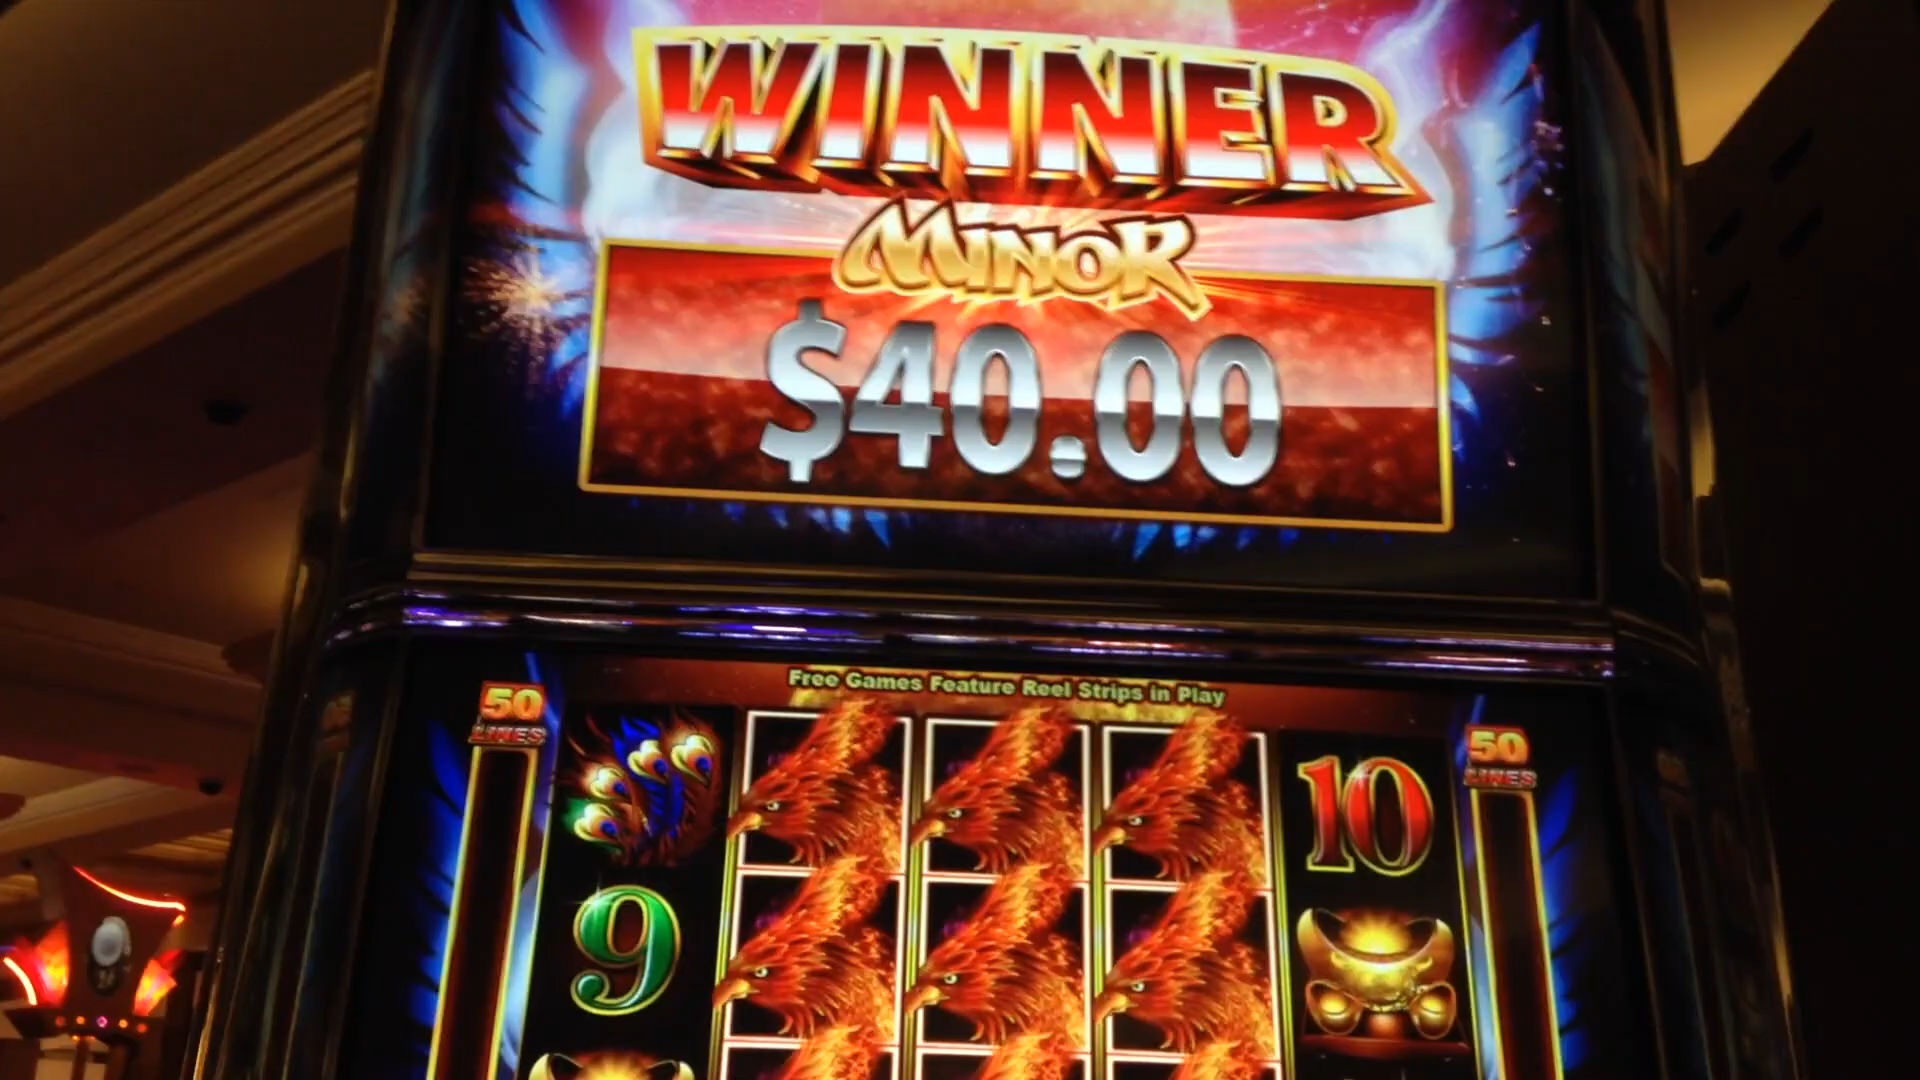 WINNER
MINOR
$40.00
Free Games Feature Reel Strips in Play
50
LINES
50
LINES
10
9